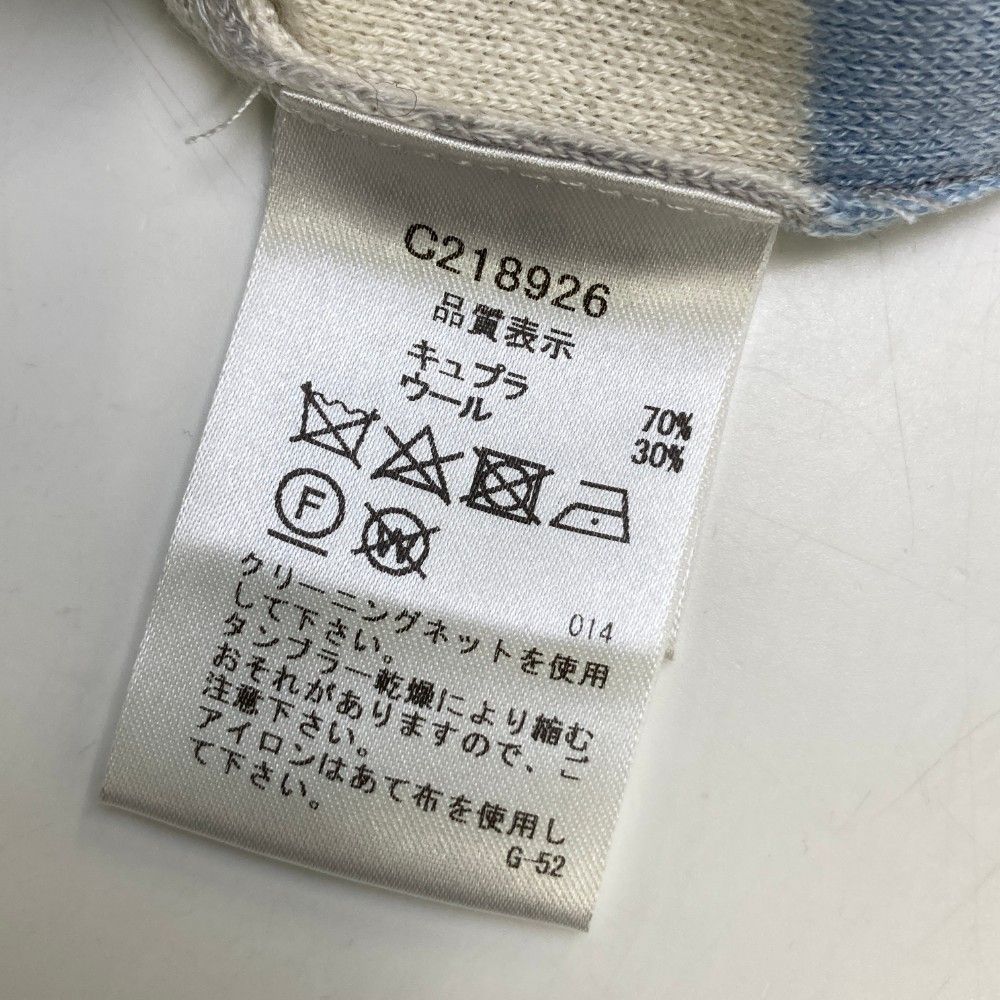 C218926
品質表示
キュプラ 70%
ウール 30%
F
W
014
クリーニングネットを使用
して下さい。
タンブラー乾燥により縮む
おそれがありますので、ご
注意下さい。
アイロンはあて布を使用し
て下さい。
G-52